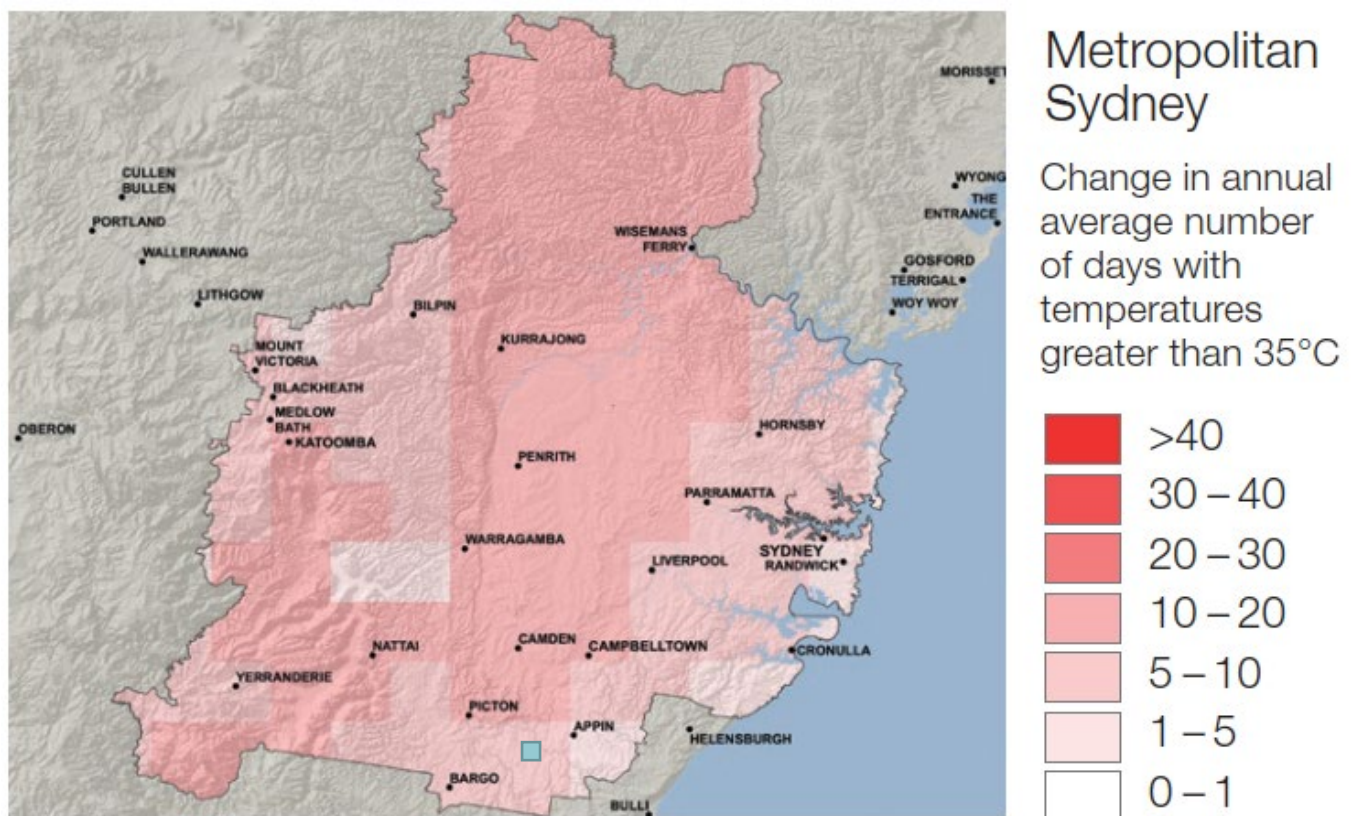 MORISSET
CULLEN
BULLEN
WYONG
THE
ENTRANCE
PORTLAND
WISEMANS
FERRY
WALLERAWANG
GOSFORD
TERRIGAL
LITHGOW
WOY WOY
BILPIN
KURRAJONG
MOUNT
VICTORIA
BLACKHEATH
MEDLOW
BATH
OBERON
KATOOMBA
HORNSBY
PENRITH
PARRAMATTA
WARRAGAMBA
SYDNEY
LIVERPOOL
RANDWICK
NATTAI
CAMDEN
CAMPBELLTOWN
CRONULLA
YERRANDERIE
PICTON
APPIN
HELENSBURGH
BARGO
BULLI
Metropolitan
Sydney
Change in annual
average number
of days with
temperatures
greater than 35°C
>40
30 – 40
20 – 30
10 – 20
5 – 10
1 – 5
0 – 1